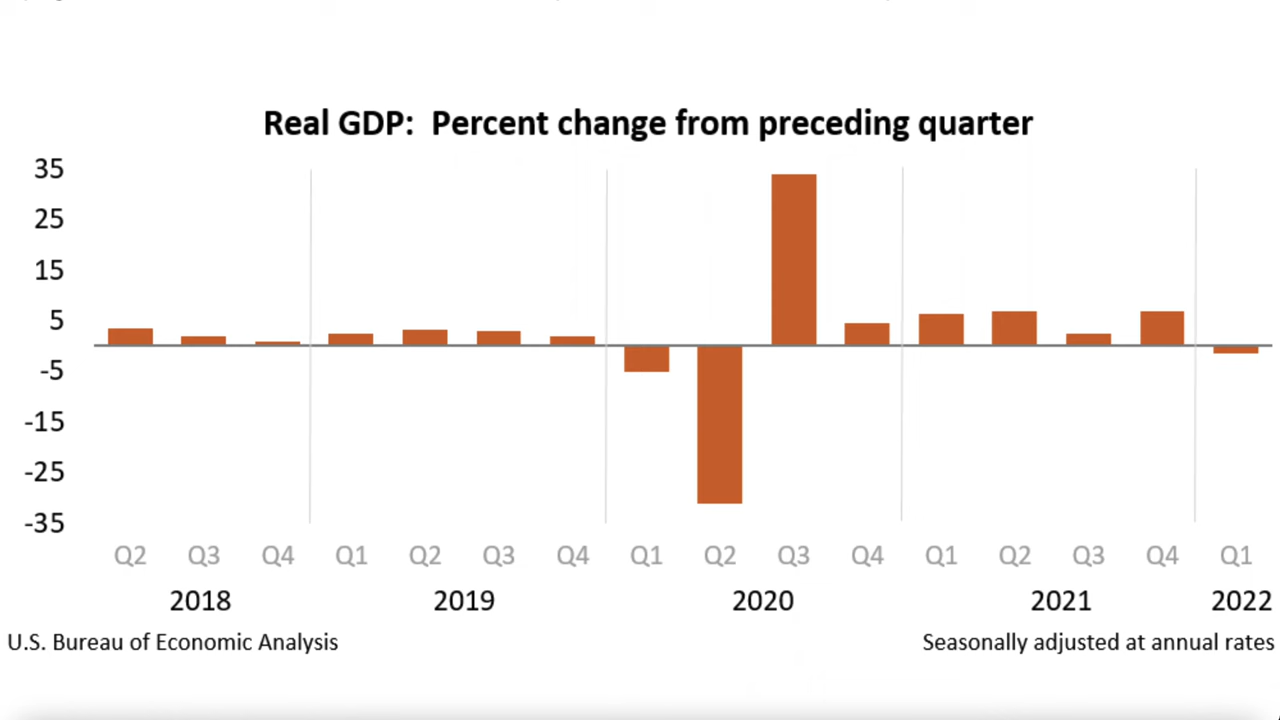 Real GDP:  Percent change from preceding quarter
35
25
15
5
-5
-15
-25
-35
Q2 Q3 Q4 Q1 Q2 Q3 Q4 Q1 Q2 Q3 Q4 Q1 Q2 Q3 Q4 Q1
2018 2019 2020 2021 2022
U.S. Bureau of Economic Analysis Seasonally adjusted at annual rates